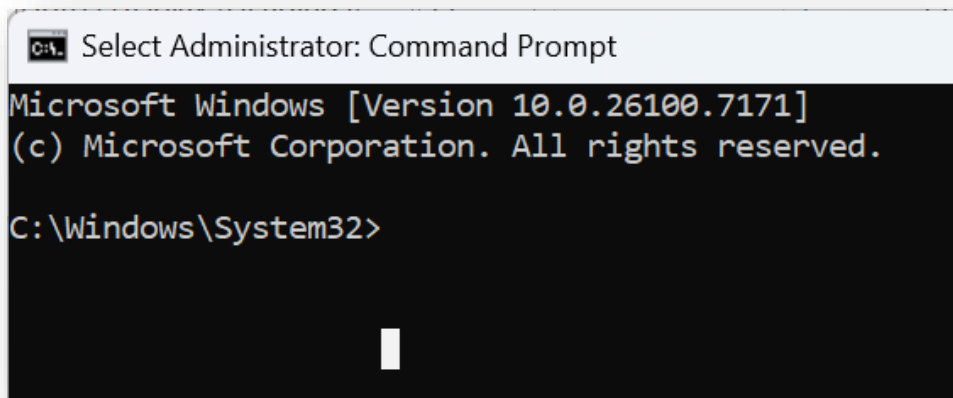 Select Administrator: Command Prompt
Microsoft Windows [Version 10.0.26100.7171]
(c) Microsoft Corporation. All rights reserved.
C:\Windows\System32>